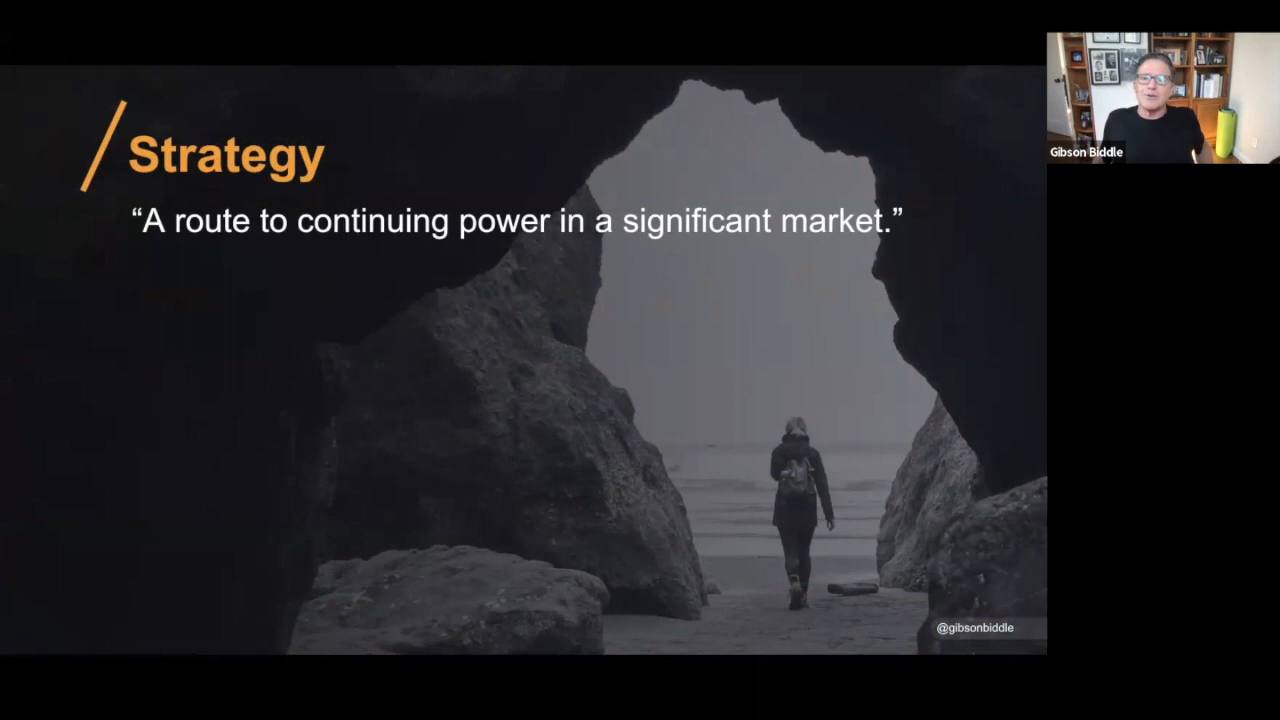 Strategy
“A route to continuing power in a significant market.”
@gibsonbiddle
Gibson Biddle